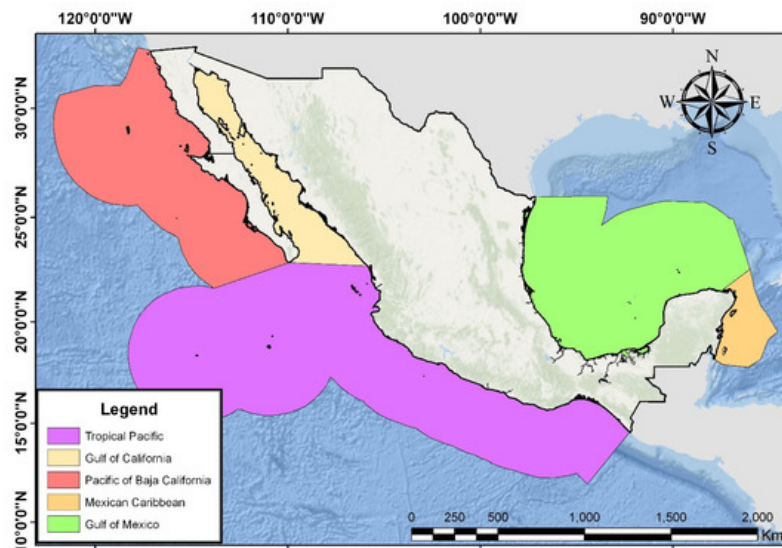 120°0'0"W 110°0'0"W 100°0'0"W 90°0'0"W
30°0'0"N
25°0'0"N
20°0'0"N
15°0'0"N
10°0'0"N
N
W E
S
Legend
Tropical Pacific
Gulf of California
Pacific of Baja California
Mexican Caribbean
Gulf of Mexico
0 250 500 1,000 1,500 2,000
Km